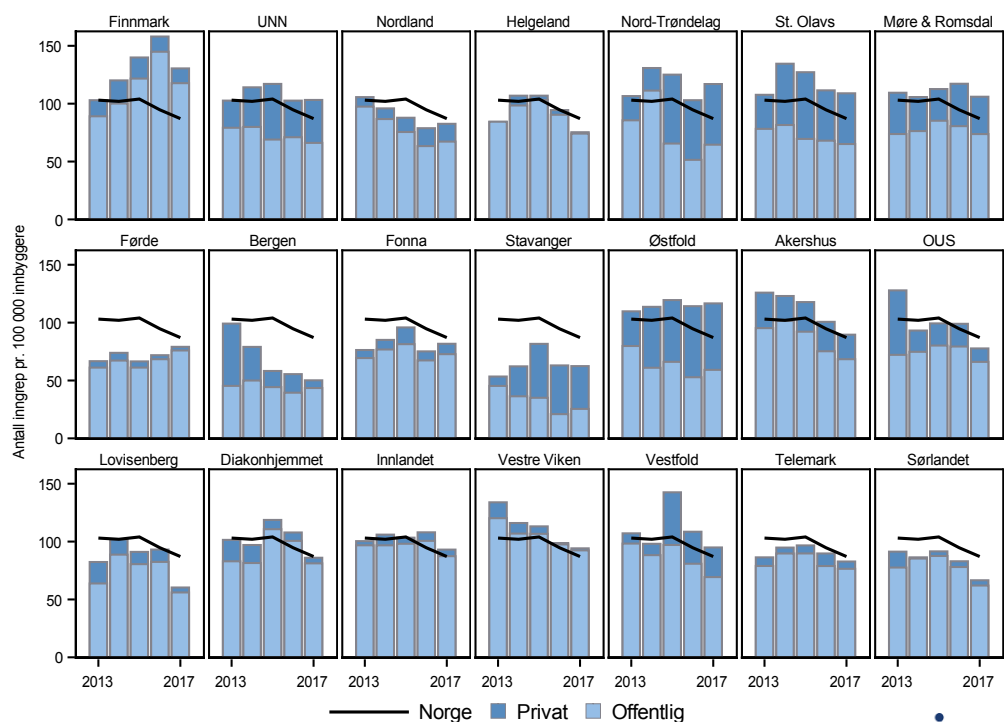 Finnmark UNN Nordland Helgeland Nord-Trøndelag St. Olavs Møre & Romsdal
150
100
50
0
Førde Bergen Fonna Stavanger Østfold Akershus OUS
150
100
50
0
Antall inngrep pr. 100 000 innbyggere
Lovisenberg Diakonhjemmet Innlandet Vestre Viken Vestfold Telemark Sørlandet
150
100
50
0
2013 2017 2013 2017 2013 2017 2013 2017 2013 2017 2013 2017 2013 2017
Norge Privat Offentlig